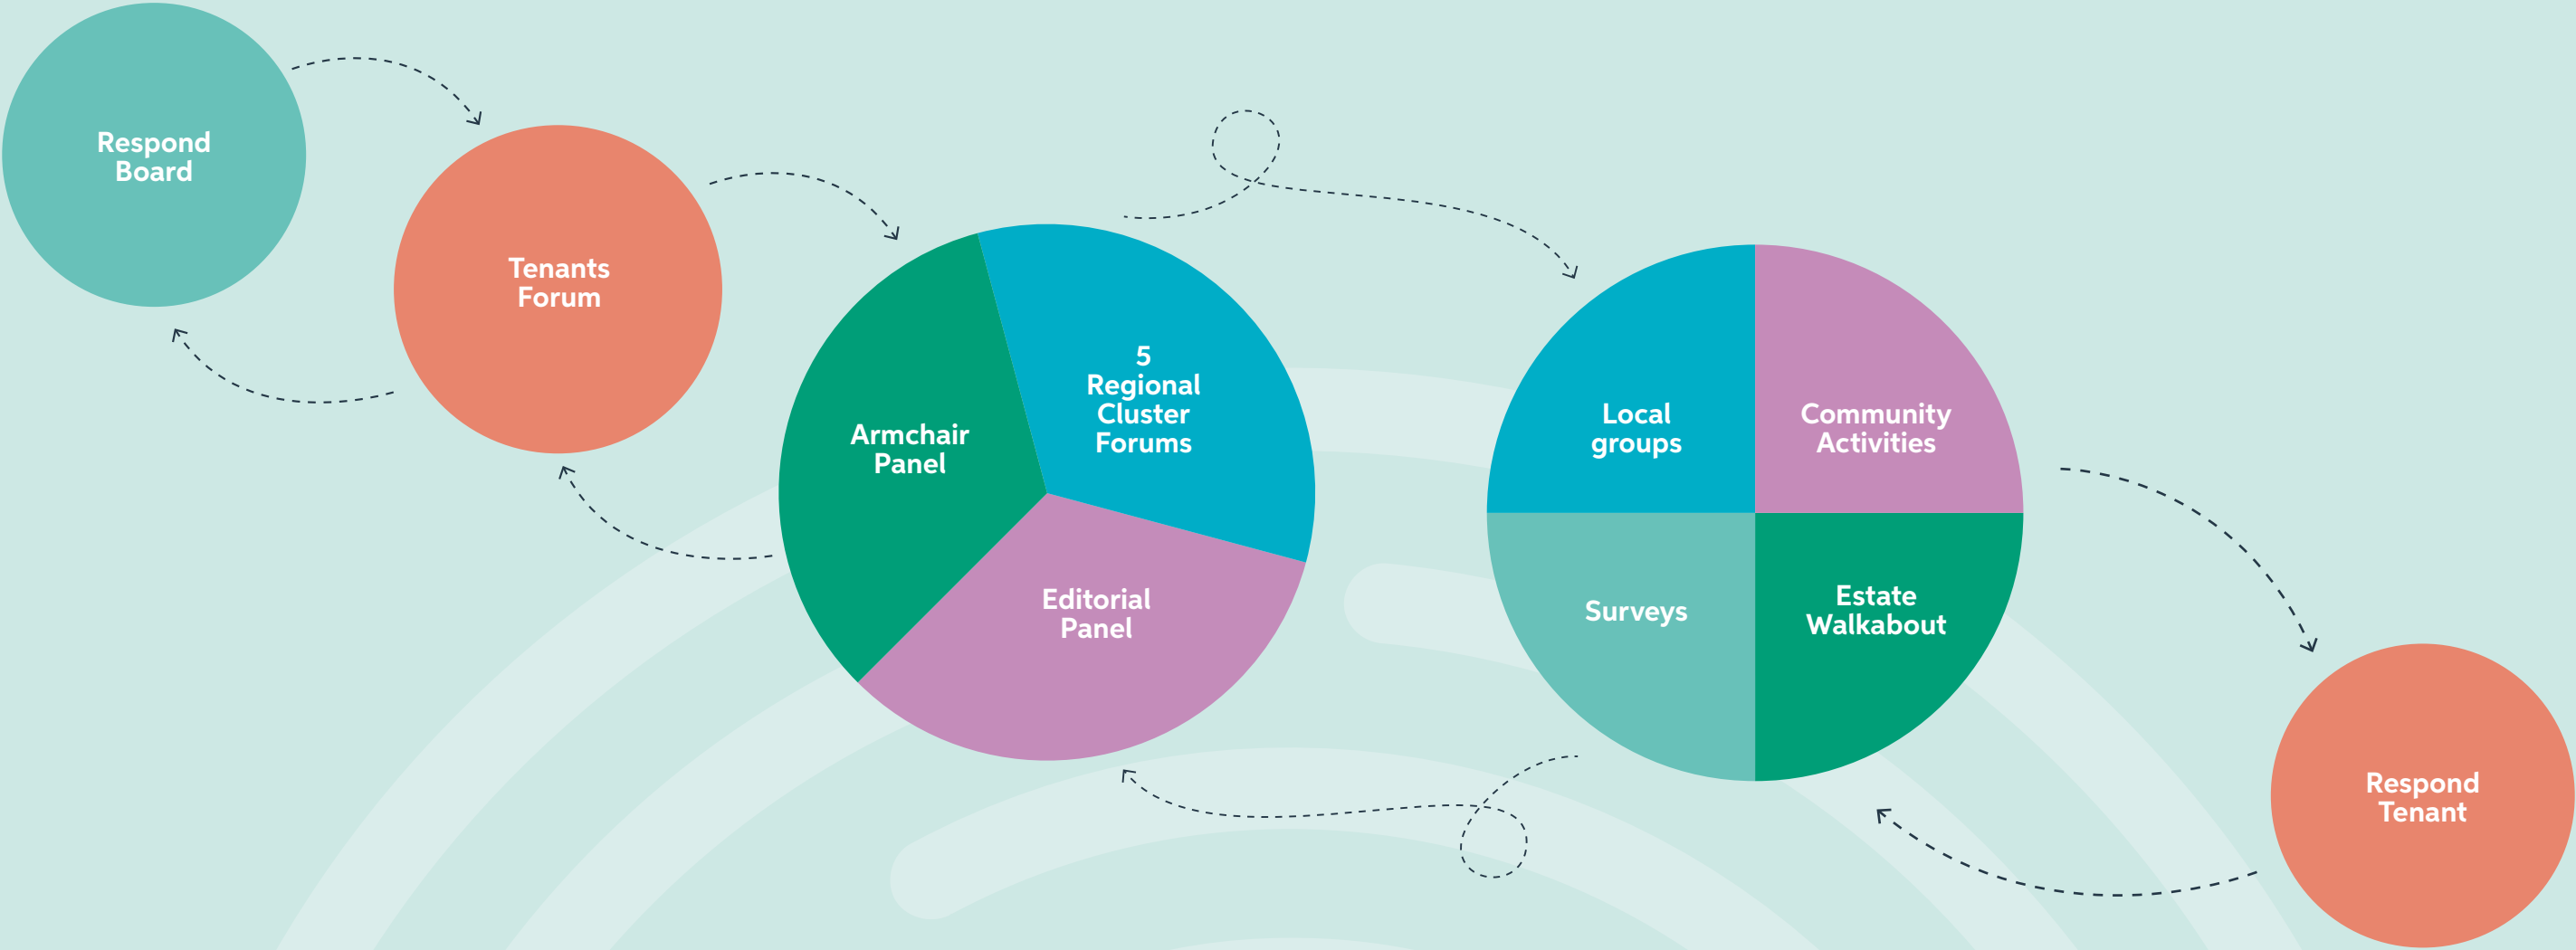 Respond
Board
Tenants
Forum
Armchair
Panel
5
Regional
Cluster
Forums
Editorial
Panel
Local
groups
Community
Activities
Surveys
Estate
Walkabout
Respond
Tenant